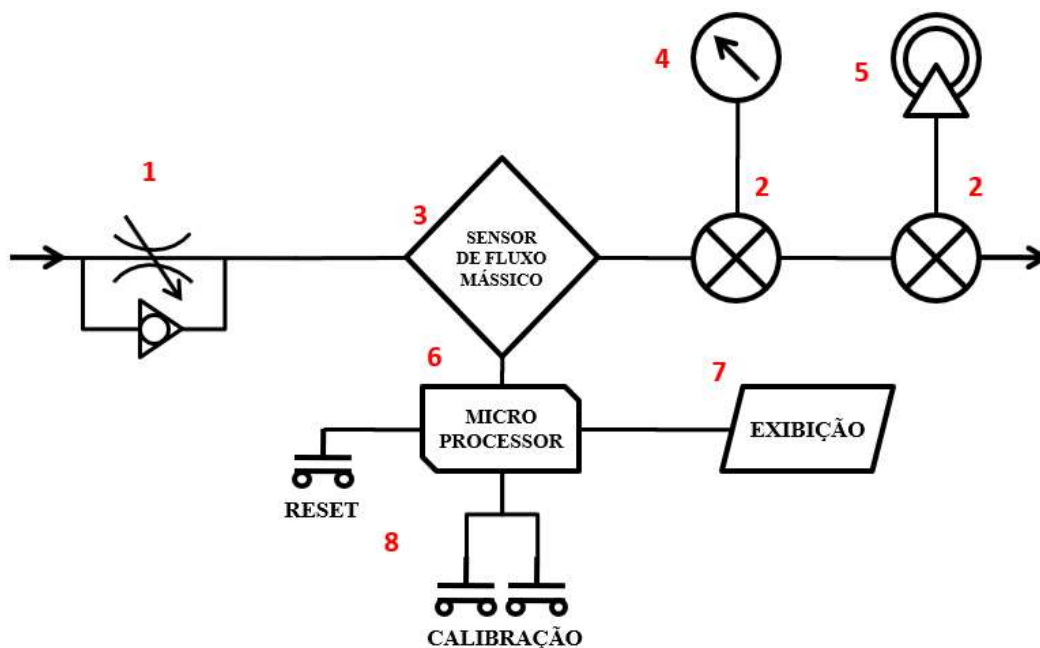 4
5
1
2
2
3
SENSOR
DE FLUXO
MÁSSICO
6
7
MICRO
PROCESSOR
EXIBIÇÃO
RESET
8
CALIBRAÇÃO